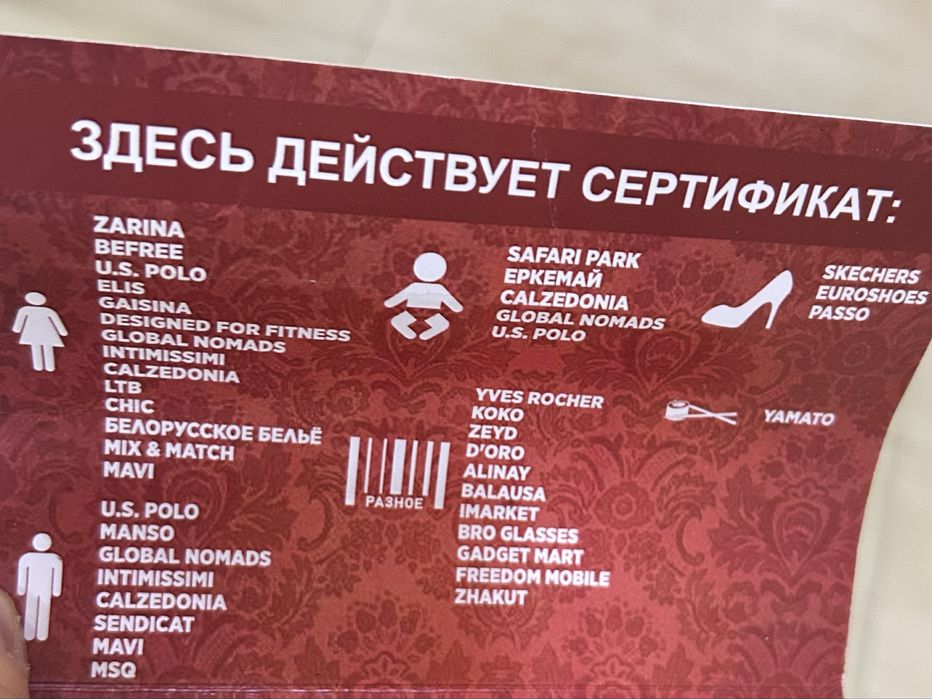 ЗДЕСЬ ДЕЙСТВУЕТ СЕРТИФИКАТ:
ZARINA
BEFREE
U.S. POLO
ELIS
GAISINA
DESIGNED FOR FITNESS
GLOBAL NOMADS
INTIMISSIMI
CALZEDONIA
LTB
CHIC
БЕЛОРУССКОЕ БЕЛЬЁ
MIX & MATCH
MAVI
U.S. POLO
MANSO
GLOBAL NOMADS
INTIMISSIMI
CALZEDONIA
SENDICAT
MAVI
MSQ
SAFARI PARK
ЕРКЕМАЙ
CALZEDONIA
GLOBAL NOMADS
U.S. POLO
РАЗНОЕ
YVES ROCHER
KOKO
ZEYD
D'ORO
ALINAY
BALAUSA
IMARKET
BRO GLASSES
GADGET MART
FREEDOM MOBILE
ZHAKUT
SKECHERS
EUROSHOES
PASSO
YAMATO